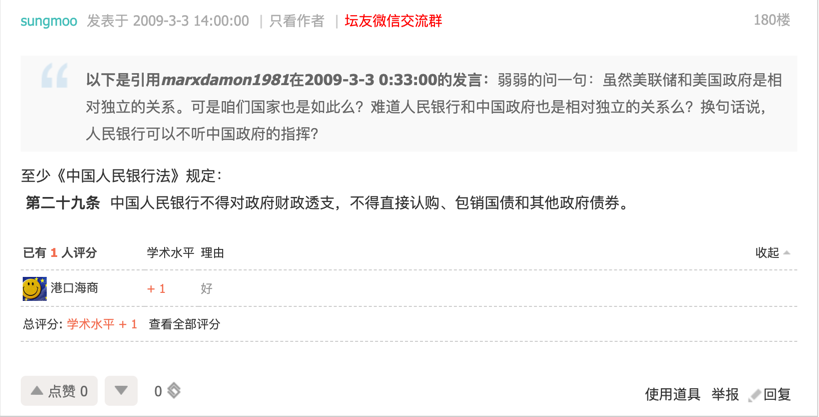 sungmoo 发表于 2009-3-3 14:00:00 | 只看作者 | 坛友微信交流群 180楼
以下是引用marxdamon1981在2009-3-3 0:33:00的发言：弱弱的问一句：虽然美联储和美国政府是相
对独立的关系。可是咱们国家也是如此么？难道人民银行和中国政府也是相对独立的关系么？换句话说，
人民银行可以不听中国政府的指挥？
至少《中国人民银行法》规定：
第二十九条 中国人民银行不得对政府财政透支，不得直接认购、包销国债和其他政府债券。
已有 1 人评分 学术水平 理由 收起
港口海商 + 1 好
总评分: 学术水平 + 1 查看全部评分
点赞 0 0 使用道具 举报 回复